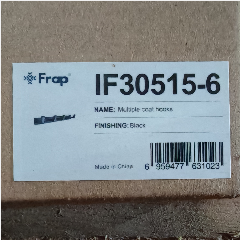 Frap
IF30515-6
NAME: Multiple coat hooks
FINISHING: Black
Made in China
6 959477 631023